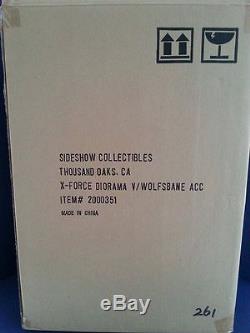 SIDESHOW COLLECTIBLES
THOUSAND OAKS, CA
X-FORCE DIORAMA V/WOLFSBANE ACC
ITEM# 2000351
MADE IN CHINA
261